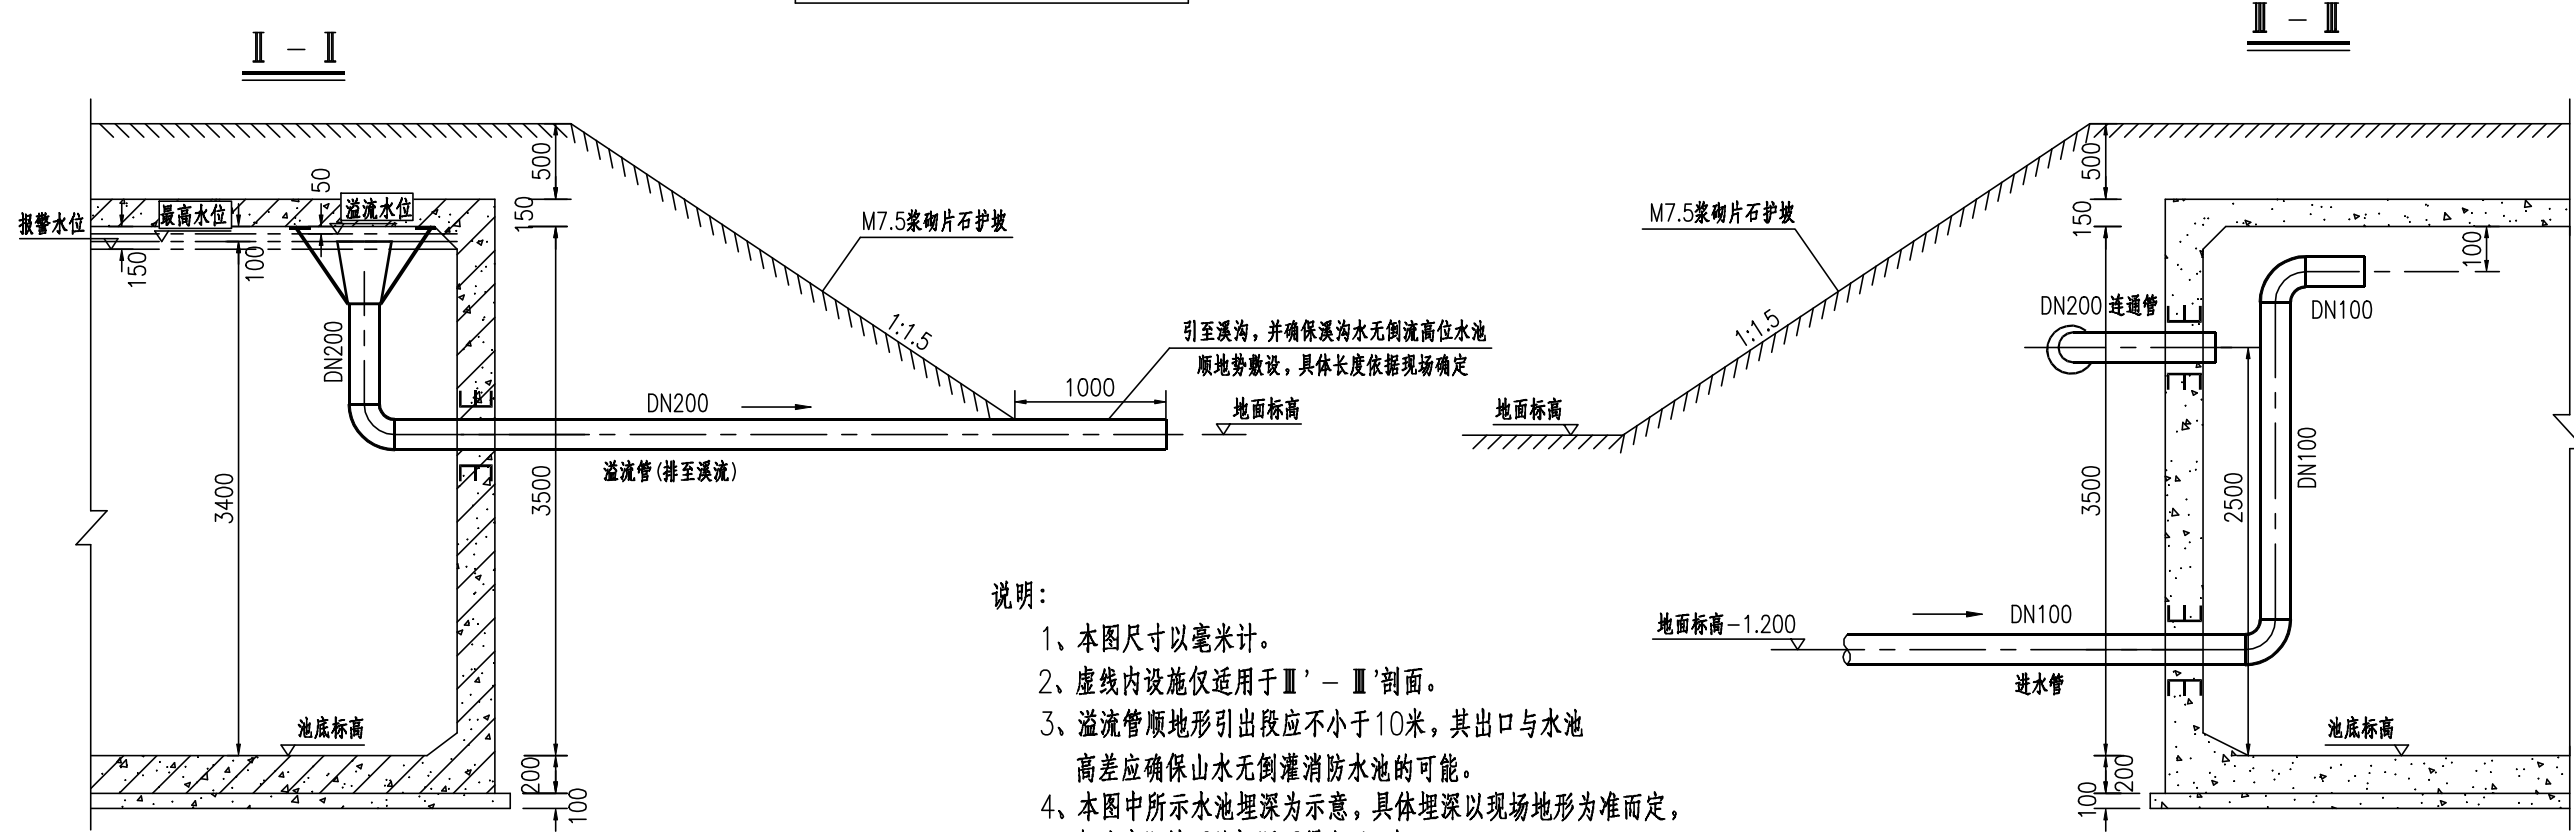 Ⅱ - Ⅱ
Ⅲ - Ⅲ
报警水位
最高水位
溢流水位
50
500
150
150
100
M7.5浆砌片石护坡
1:1.5
DN200
DN200
引至溪沟，并确保溪沟水无倒流高位水池
顺地势敷设，具体长度依据现场确定
1000
地面标高
溢流管(排至溪流)
3400
3500
池底标高
200
100
M7.5浆砌片石护坡
1:1.5
地面标高
500
150
100
DN200 连通管
DN100
3500
2500
DN100
地面标高-1.200
DN100
进水管
池底标高
200
100
说明：
1、本图尺寸以毫米计。
2、虚线内设施仅适用于Ⅲ' - Ⅲ'剖面。
3、溢流管顺地形引出段应不小于10米，其出口与水池
高差应确保山水无倒灌消防水池的可能。
4、本图中所示水池埋深为示意，具体埋深以现场地形为准而定，